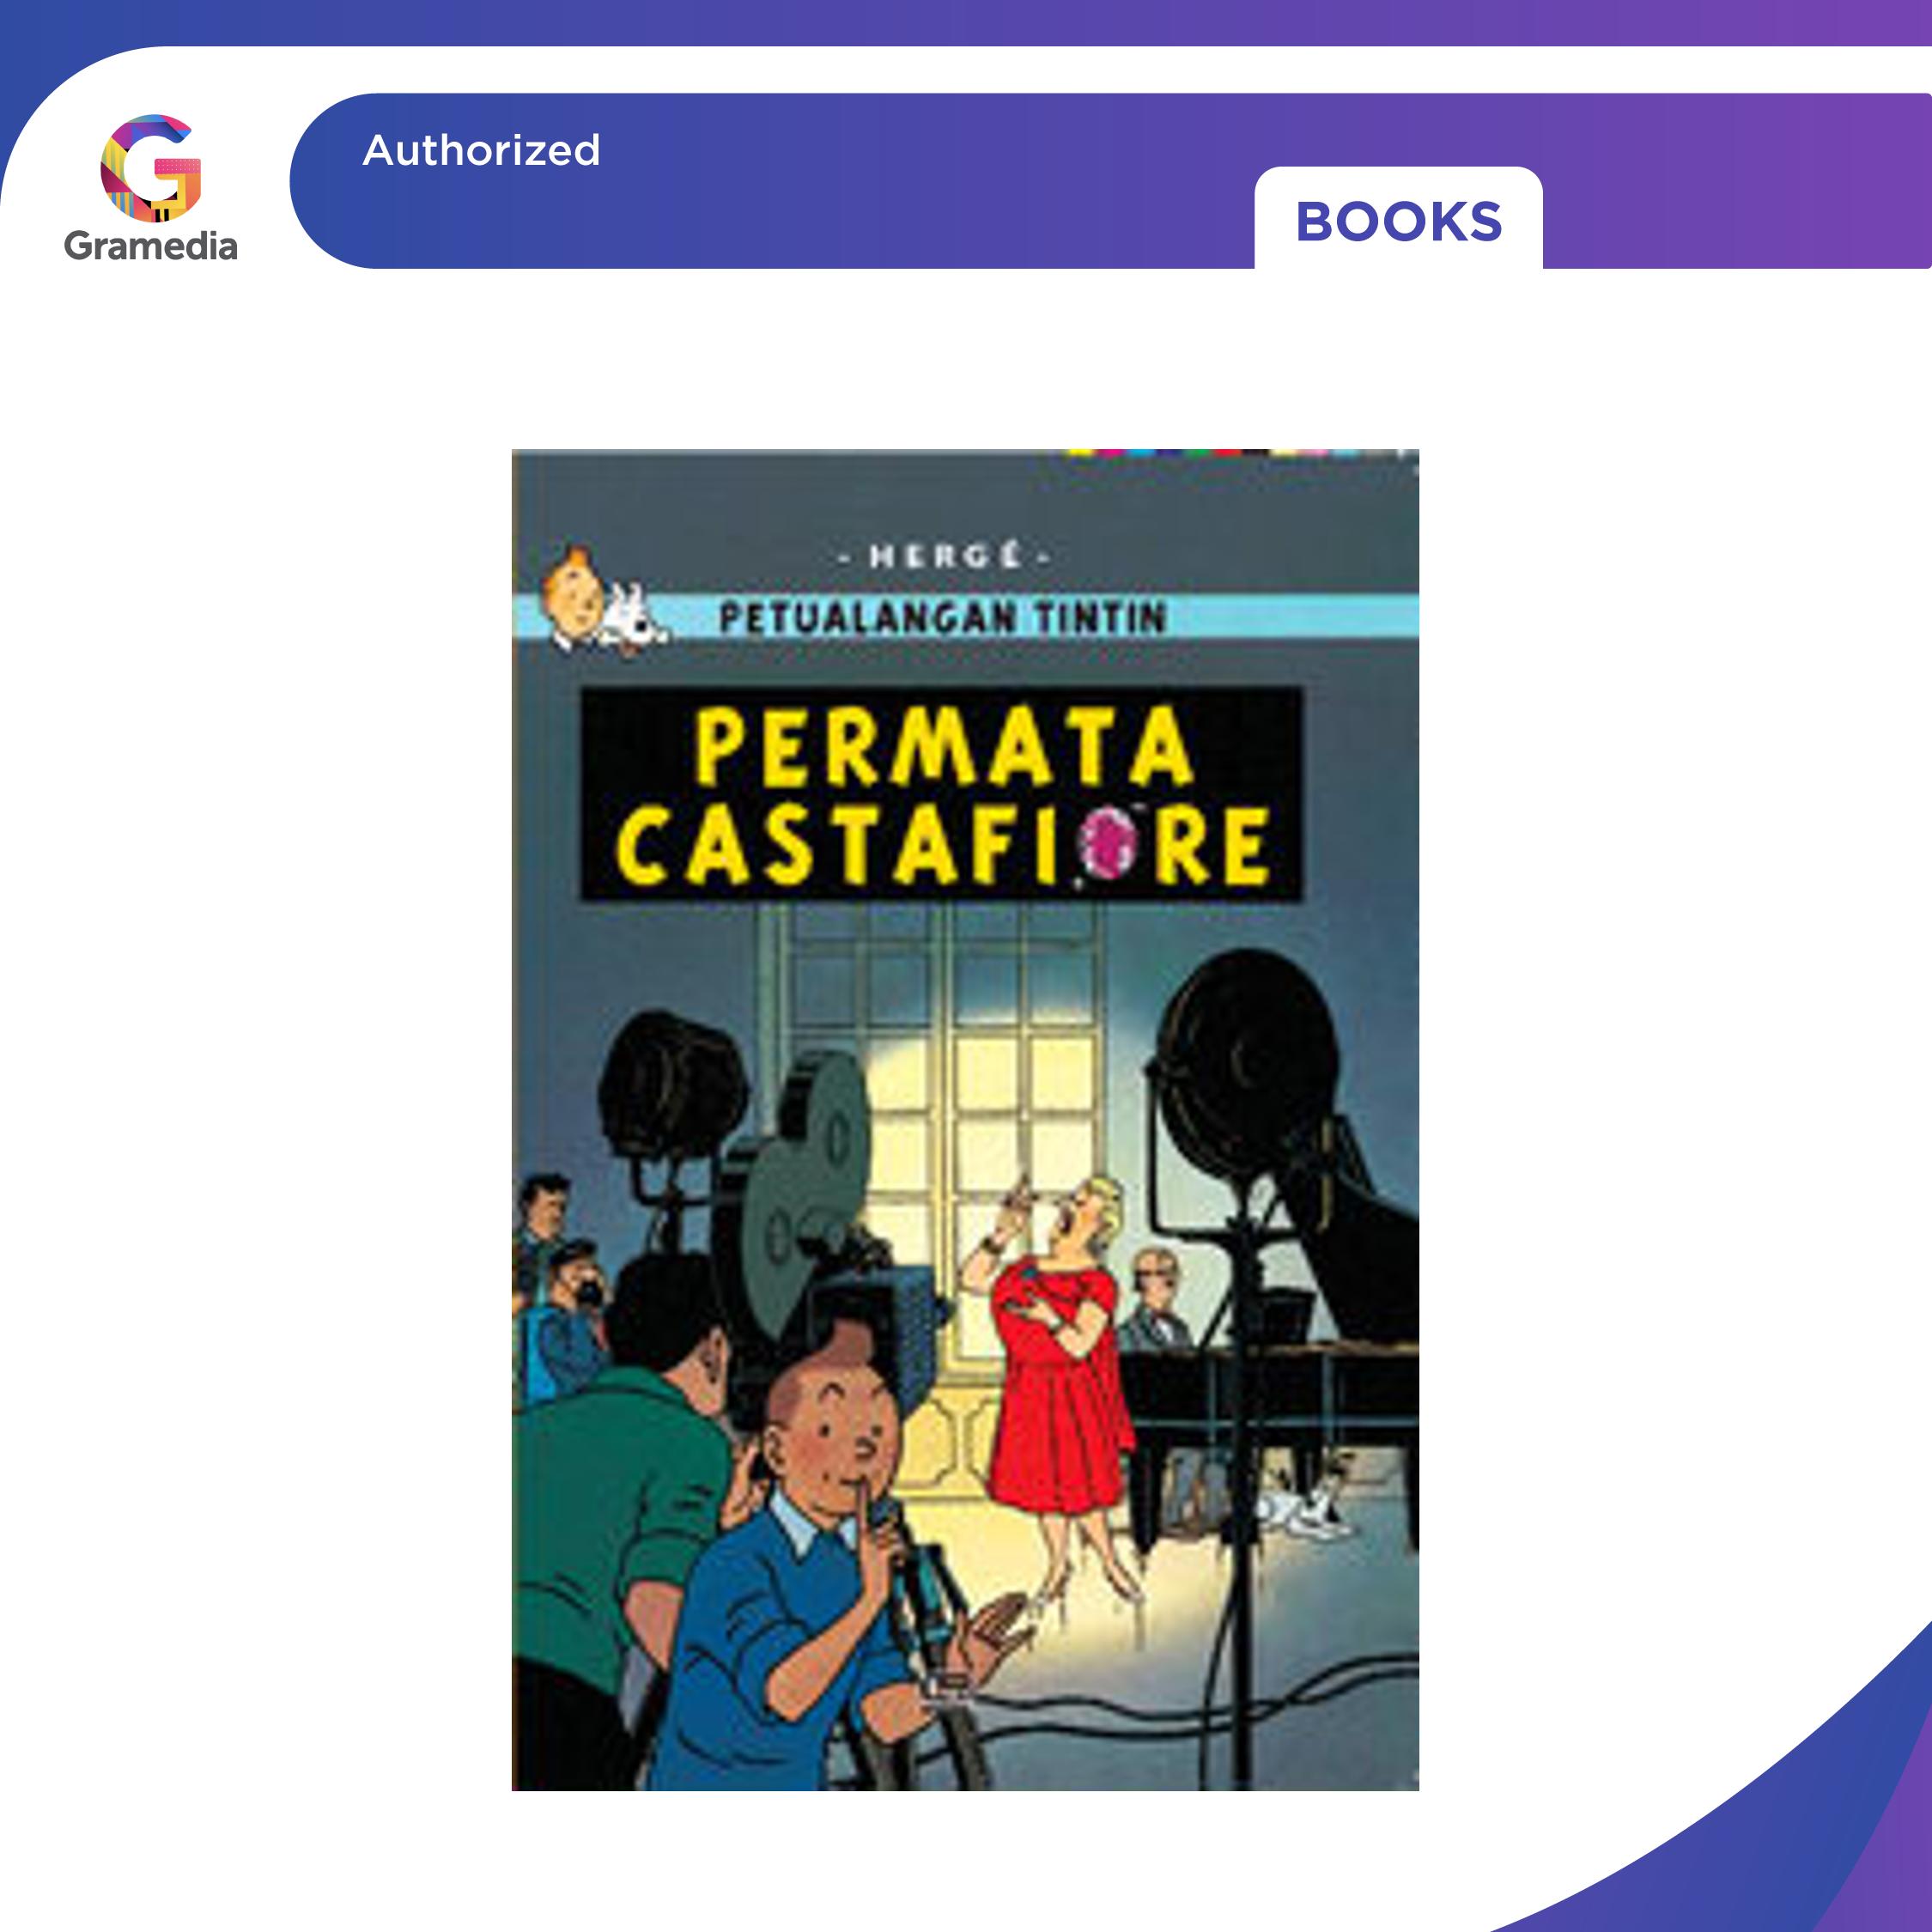 Authorized
Gramedia
BOOKS
- HERGÉ -
PETUALANGAN TINTIN
PERMATA
CASTAFIORE